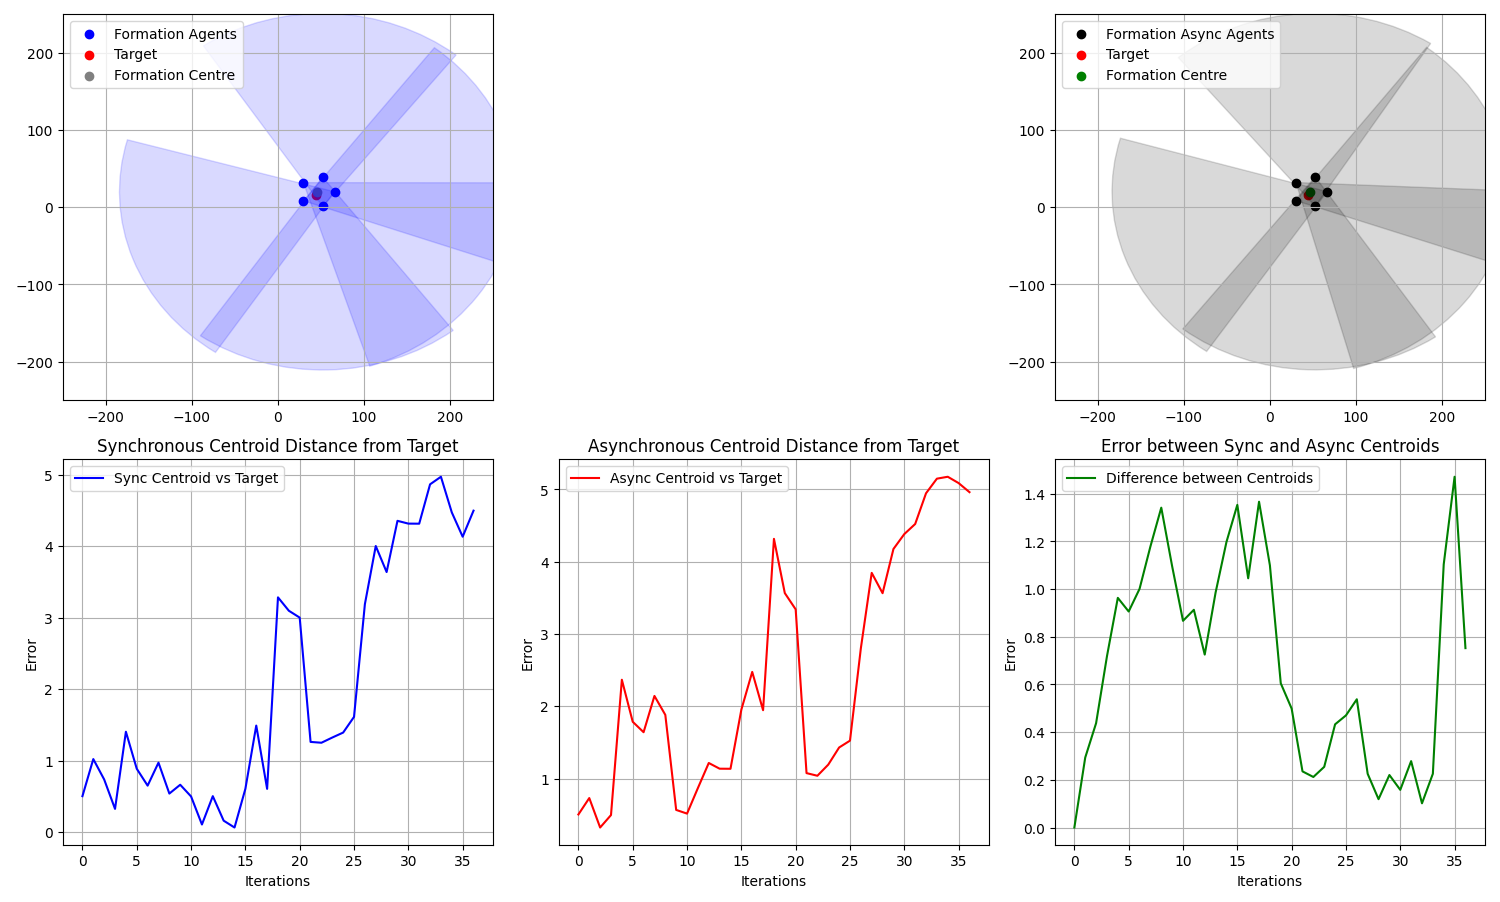 Formation Agents
Target
Formation Centre
200
100
0
−100
−200
−200 −100 0 100 200
Formation Async Agents
Target
Formation Centre
200
100
0
−100
−200
−200 −100 0 100 200
Synchronous Centroid Distance from Target
Sync Centroid vs Target
5
4
3
2
1
0
Error
0 5 10 15 20 25 30 35
Iterations
Asynchronous Centroid Distance from Target
Async Centroid vs Target
5
4
3
2
1
Error
0 5 10 15 20 25 30 35
Iterations
Error between Sync and Async Centroids
Difference between Centroids
1.4
1.2
1.0
0.8
0.6
0.4
0.2
0.0
Error
0 5 10 15 20 25 30 35
Iterations